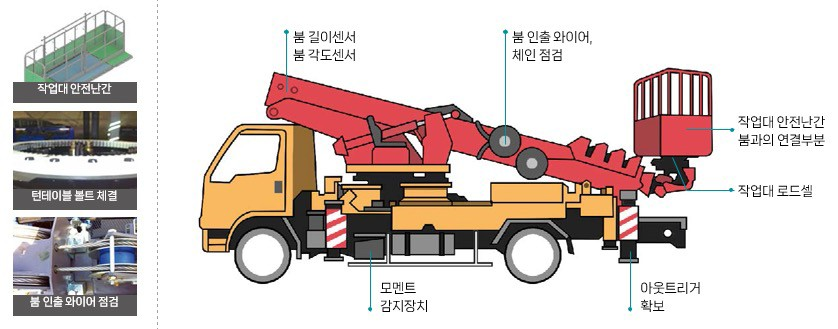 작업대 안전난간
턴테이블 볼트 체결
붐 인출 와이어 점검
붐 길이센서
붐 각도센서
붐 인출 와이어,
체인 점검
작업대 안전난간
붐과의 연결부분
작업대 로드셀
모멘트
감지장치
아웃트리거
확보